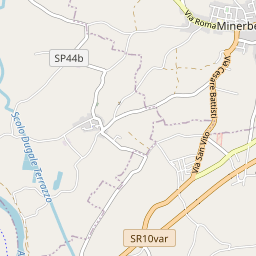 Via Roma
Minerbe
SP44b
Via Cesare Battisti
Scolo Dugale Terrazzo
Via San Vito
SR10var